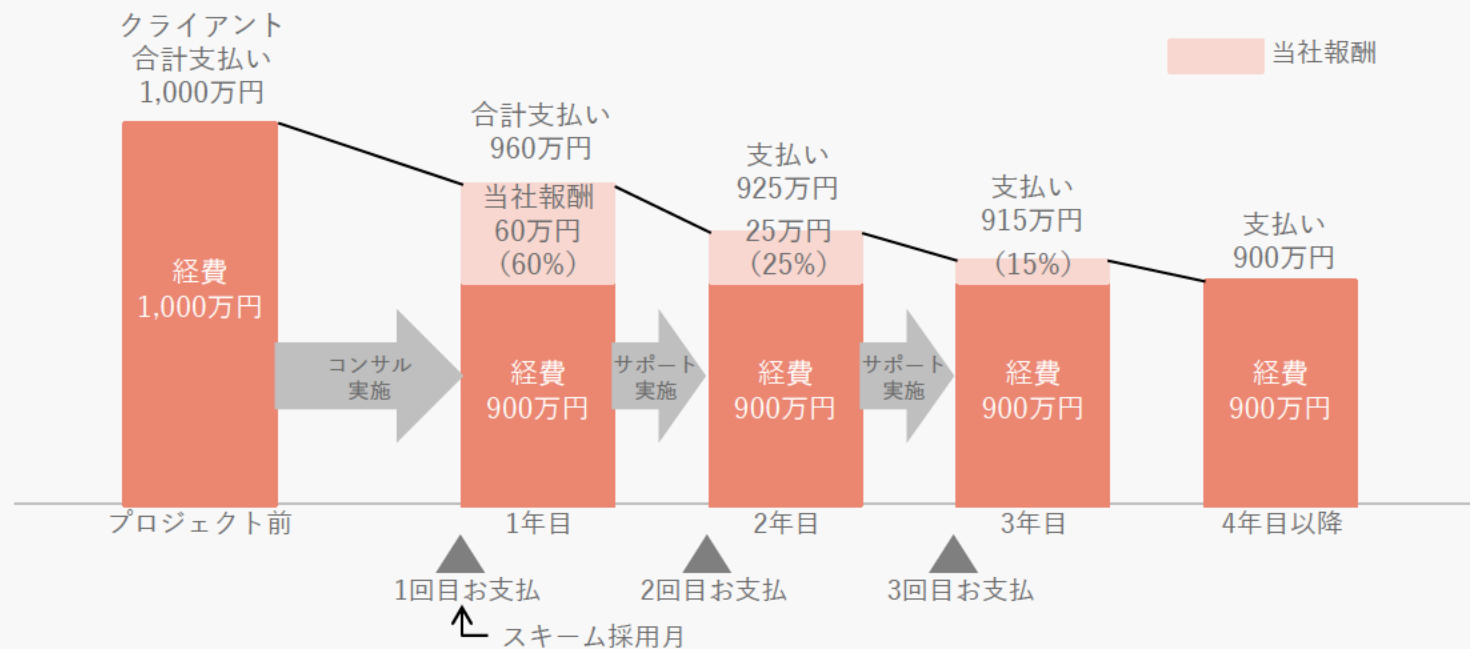 クライアント
合計支払い
1,000万円
当社報酬
合計支払い
960万円
支払い
925万円
支払い
915万円
支払い
900万円
当社報酬
60万円
（60%）
25万円
（25%）
（15%）
経費
1,000万円
コンサル
実施
経費
900万円
サポート
実施
経費
900万円
サポート
実施
経費
900万円
経費
900万円
プロジェクト前
1年目
2年目
3年目
4年目以降
1回目お支払
2回目お支払
3回目お支払
スキーム採用月